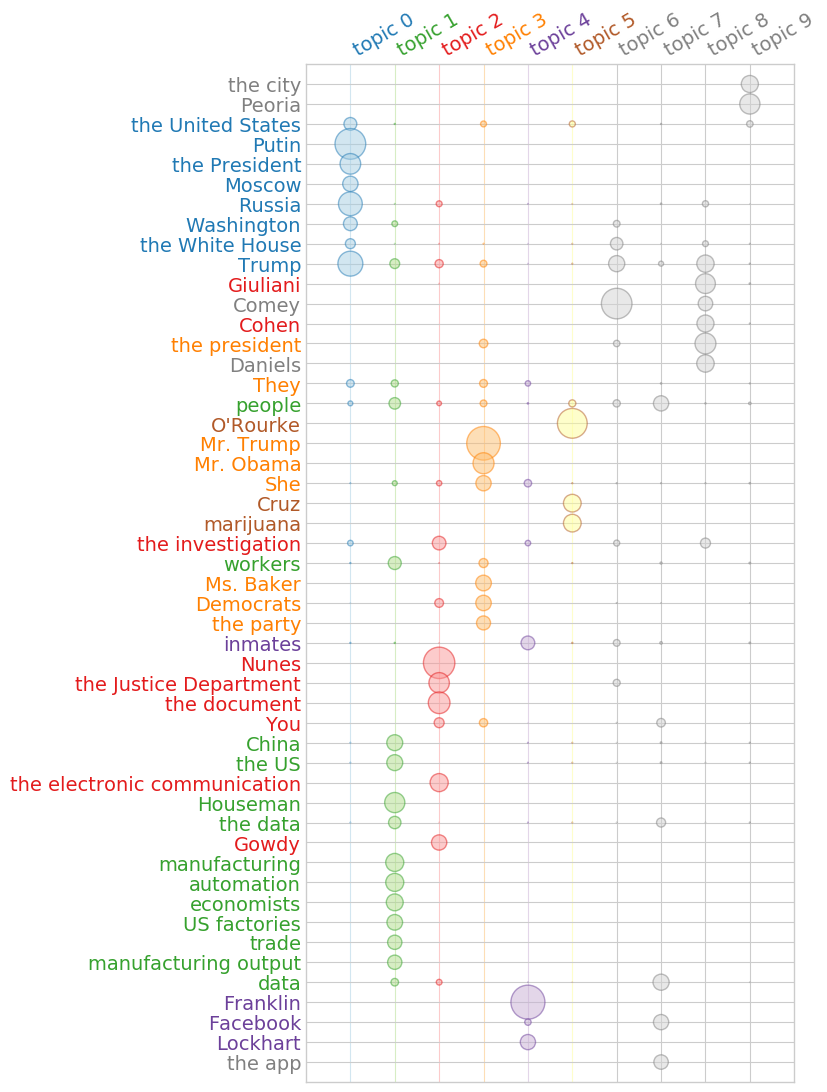 topic 0 topic 1 topic 2 topic 3 topic 4 topic 5 topic 6 topic 7 topic 8 topic 9
the city
Peoria
the United States
Putin
the President
Moscow
Russia
Washington
the White House
Trump
Giuliani
Comey
Cohen
the president
Daniels
They
people
O'Rourke
Mr. Trump
Mr. Obama
She
Cruz
marijuana
the investigation
workers
Ms. Baker
Democrats
the party
inmates
Nunes
the Justice Department
the document
You
China
the US
the electronic communication
Houseman
the data
Gowdy
manufacturing
automation
economists
US factories
trade
manufacturing output
data
Franklin
Facebook
Lockhart
the app